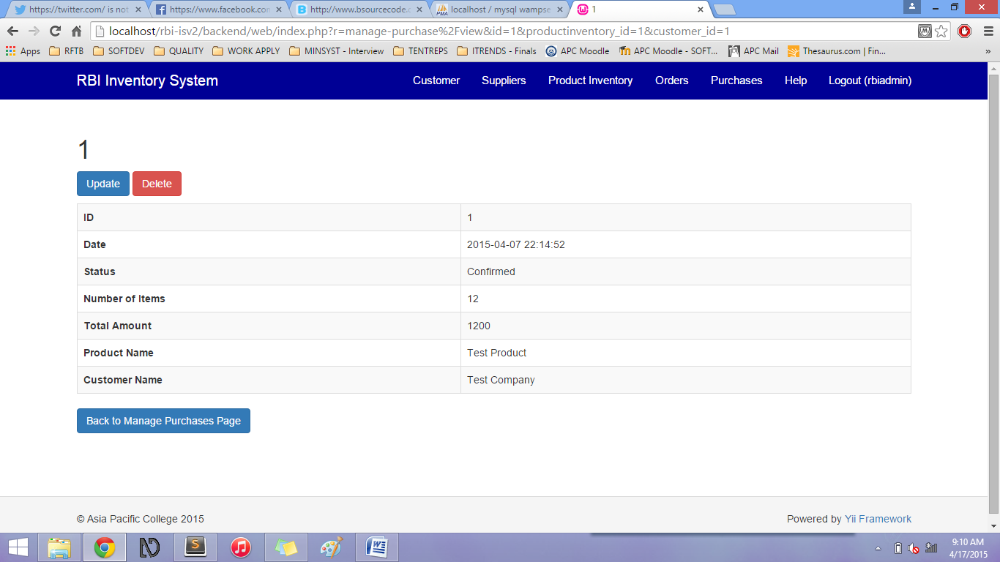 https://twitter.com/ is not
https://www.facebook.con
http://www.bsourcecode.c
localhost / mysql wampse
1
localhost/rbi-isv2/backend/web/index.php?r=manage-purchase%2Fview&id=1&productinventory_id=1&customer_id=1
Apps RFTB SOFTDEV QUALITY WORK APPLY MINSYST - Interview TENTREPS ITRENDS - Finals APC Moodle APC Moodle - SOFT... APC Mail Thesaurus.com | Fin... »
RBI Inventory System Customer Suppliers Product Inventory Orders Purchases Help Logout (rbiadmin)
1
Update Delete
ID 1
Date 2015-04-07 22:14:52
Status Confirmed
Number of Items 12
Total Amount 1200
Product Name Test Product
Customer Name Test Company
Back to Manage Purchases Page
© Asia Pacific College 2015 Powered by Yii Framework
9:10 AM
4/17/2015